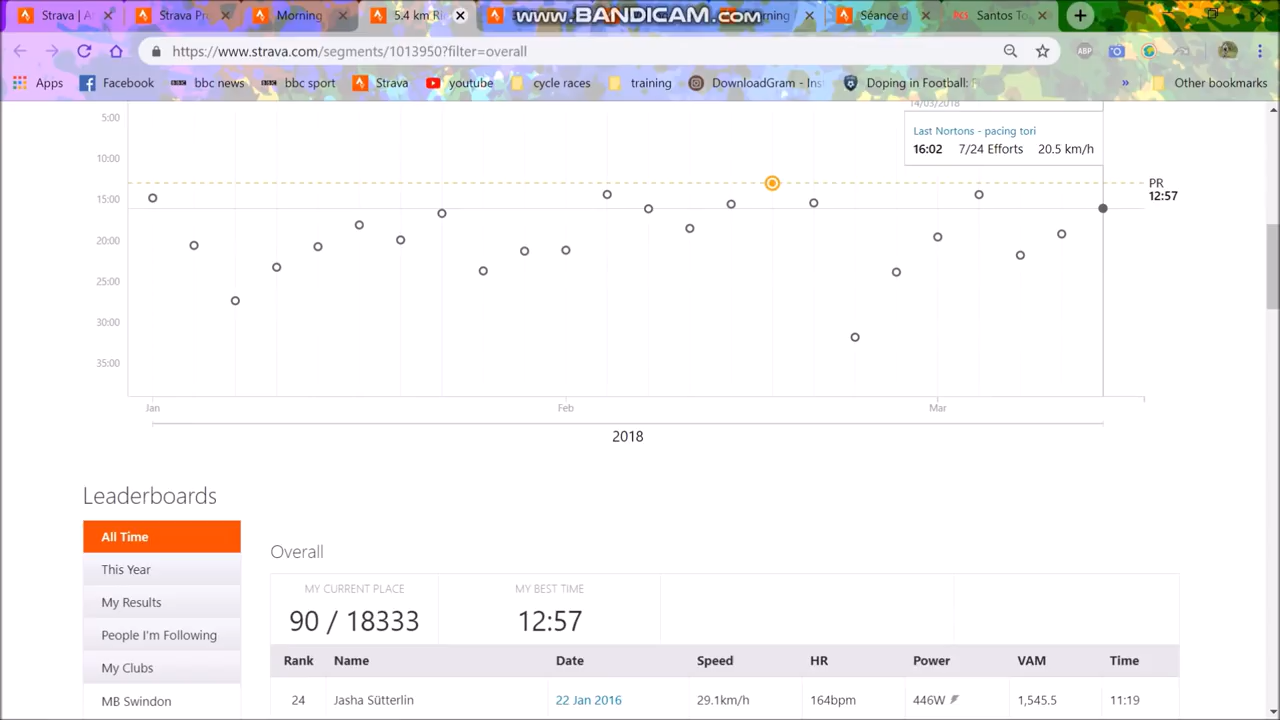 Strava | A
Strava Pr
Morning
5.4 km Ri
Morning
Séance d
Santos To
www.BANDICAM.com
https://www.strava.com/segments/1013950?filter=overall
ABP
Apps
Facebook
bbc news
bbc sport
Strava
youtube
cycle races
training
DownloadGram - Ins
Doping in Football: F
»
Other bookmarks
14/03/2018
Last Nortons - pacing tori
16:02 7/24 Efforts 20.5 km/h
5:00
10:00
15:00
20:00
25:00
30:00
35:00
PR
12:57
Jan
Feb
Mar
2018
Leaderboards
All Time
This Year
My Results
People I'm Following
My Clubs
MB Swindon
Overall
MY CURRENT PLACE
90 / 18333
MY BEST TIME
12:57
Rank Name Date Speed HR Power VAM Time
24 Jasha Sütterlin 22 Jan 2016 29.1km/h 164bpm 446W 1,545.5 11:19